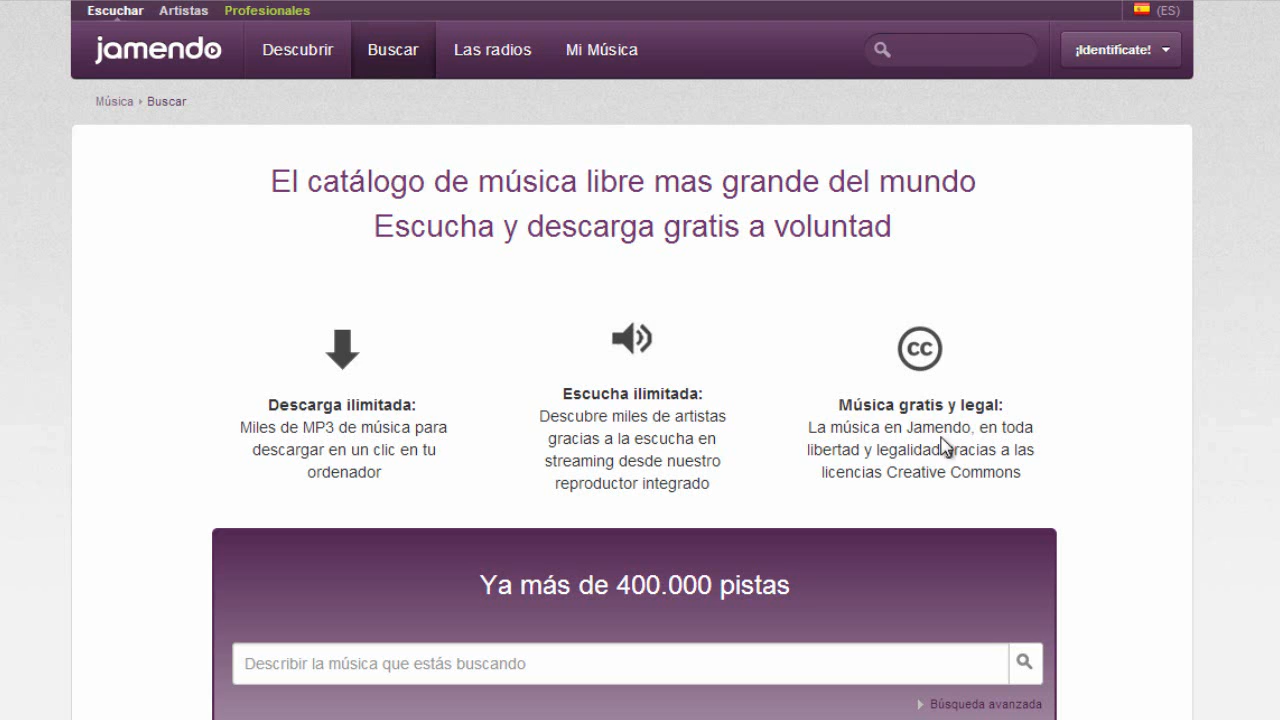 Escuchar Artistas Profesionales (ES)
jamendo Descubrir Buscar Las radios Mi Música ¡Identifícate!
Música › Buscar
El catálogo de música libre mas grande del mundo
Escucha y descarga gratis a voluntad
cc
Descarga ilimitada:
Miles de MP3 de música para
descargar en un clic en tu
ordenador
Escucha ilimitada:
Descubre miles de artistas
gracias a la escucha en
streaming desde nuestro
reproductor integrado
Música gratis y legal:
La música en Jamendo, en toda
libertad y legalidad gracias a las
licencias Creative Commons
Ya más de 400.000 pistas
Describir la música que estás buscando
Búsqueda avanzada